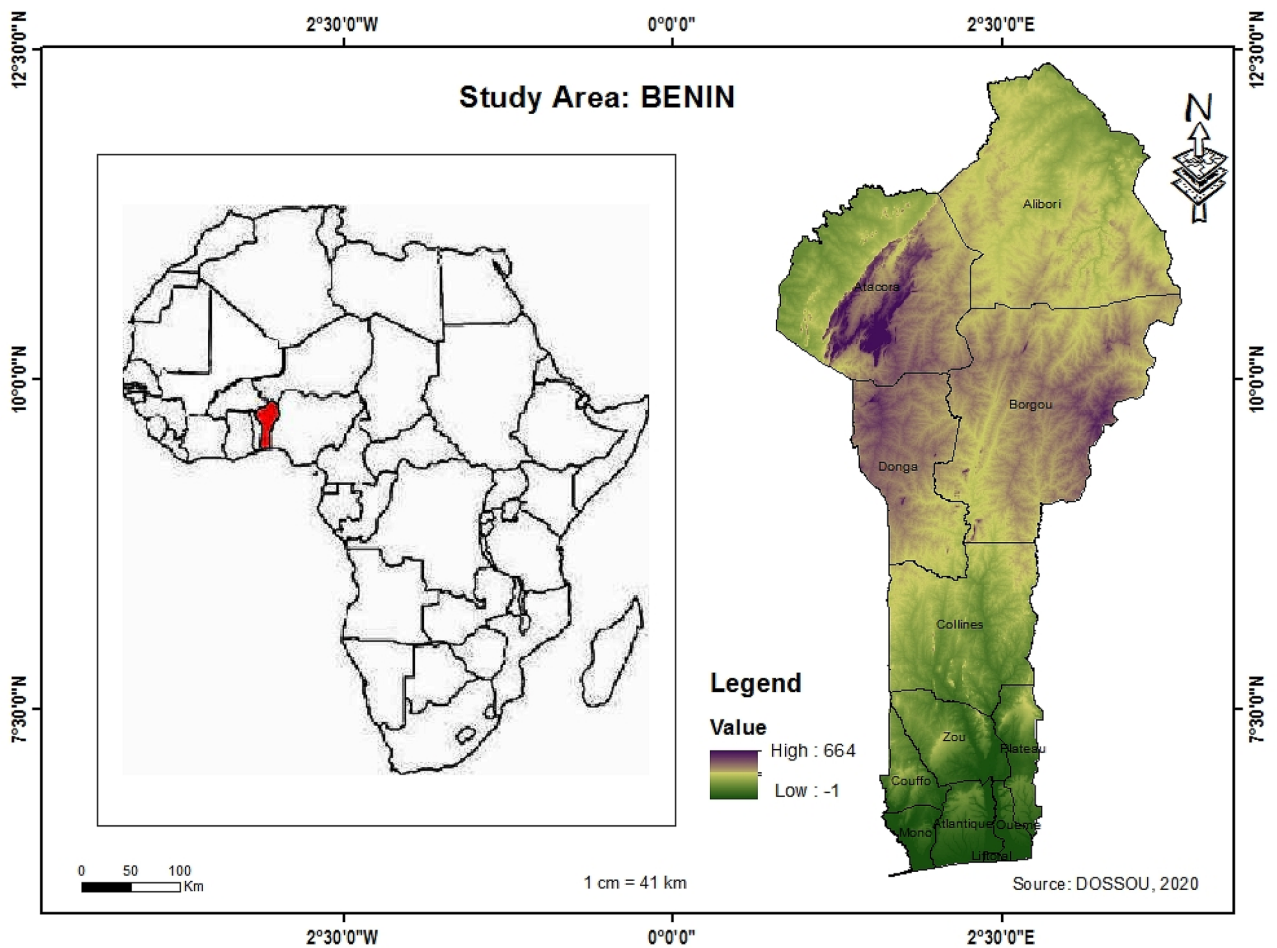 2°30'0"W
0°0'0"
2°30'0"E
12°30'0"N
12°30'0"N
Study Area: BENIN
N
Alibori
Atacora
10°0'0"N
10°0'0"N
Borgou
Donga
Collines
Legend
7°30'0"N
7°30'0"N
Value
Zou
Plateau
High : 664
Couffo
Low : -1
Atlantique
Oueme
Mono
Littoral
0 50 100
Km
1 cm = 41 km
Source: DOSSOU, 2020
2°30'0"W
0°0'0"
2°30'0"E